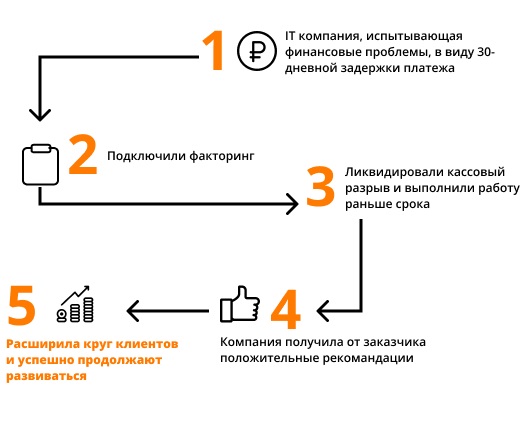 1
₽
IT компания, испытывающая
финансовые проблемы, в виду 30-
дневной задержки платежа
2
Подключили факторинг
3
Ликвидировали кассовый
разрыв и выполнили работу
раньше срока
4
Компания получила от заказчика
положительные рекомандации
5
Расширила круг клиентов
и успешно продолжают
развиваться